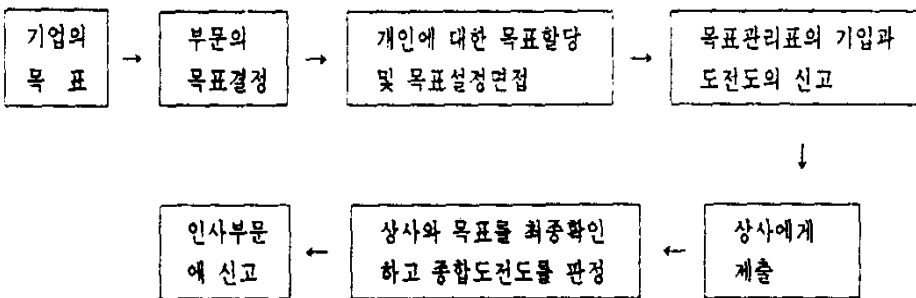 기업의
목 표
→
부문의
목표결정
→
개인에 대한 목표할당
및 목표설정면접
→
목표관리표의 기입과
도전도의 신고
↓
상사에게
제출
←
상사와 목표를 최종확인
하고 종합도전도를 판정
←
인사부문
에 신고